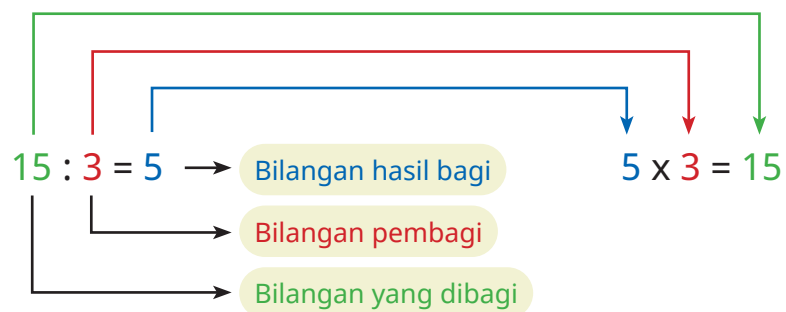 15 : 3 = 5 Bilangan hasil bagi 5 x 3 = 15
Bilangan pembagi
Bilangan yang dibagi